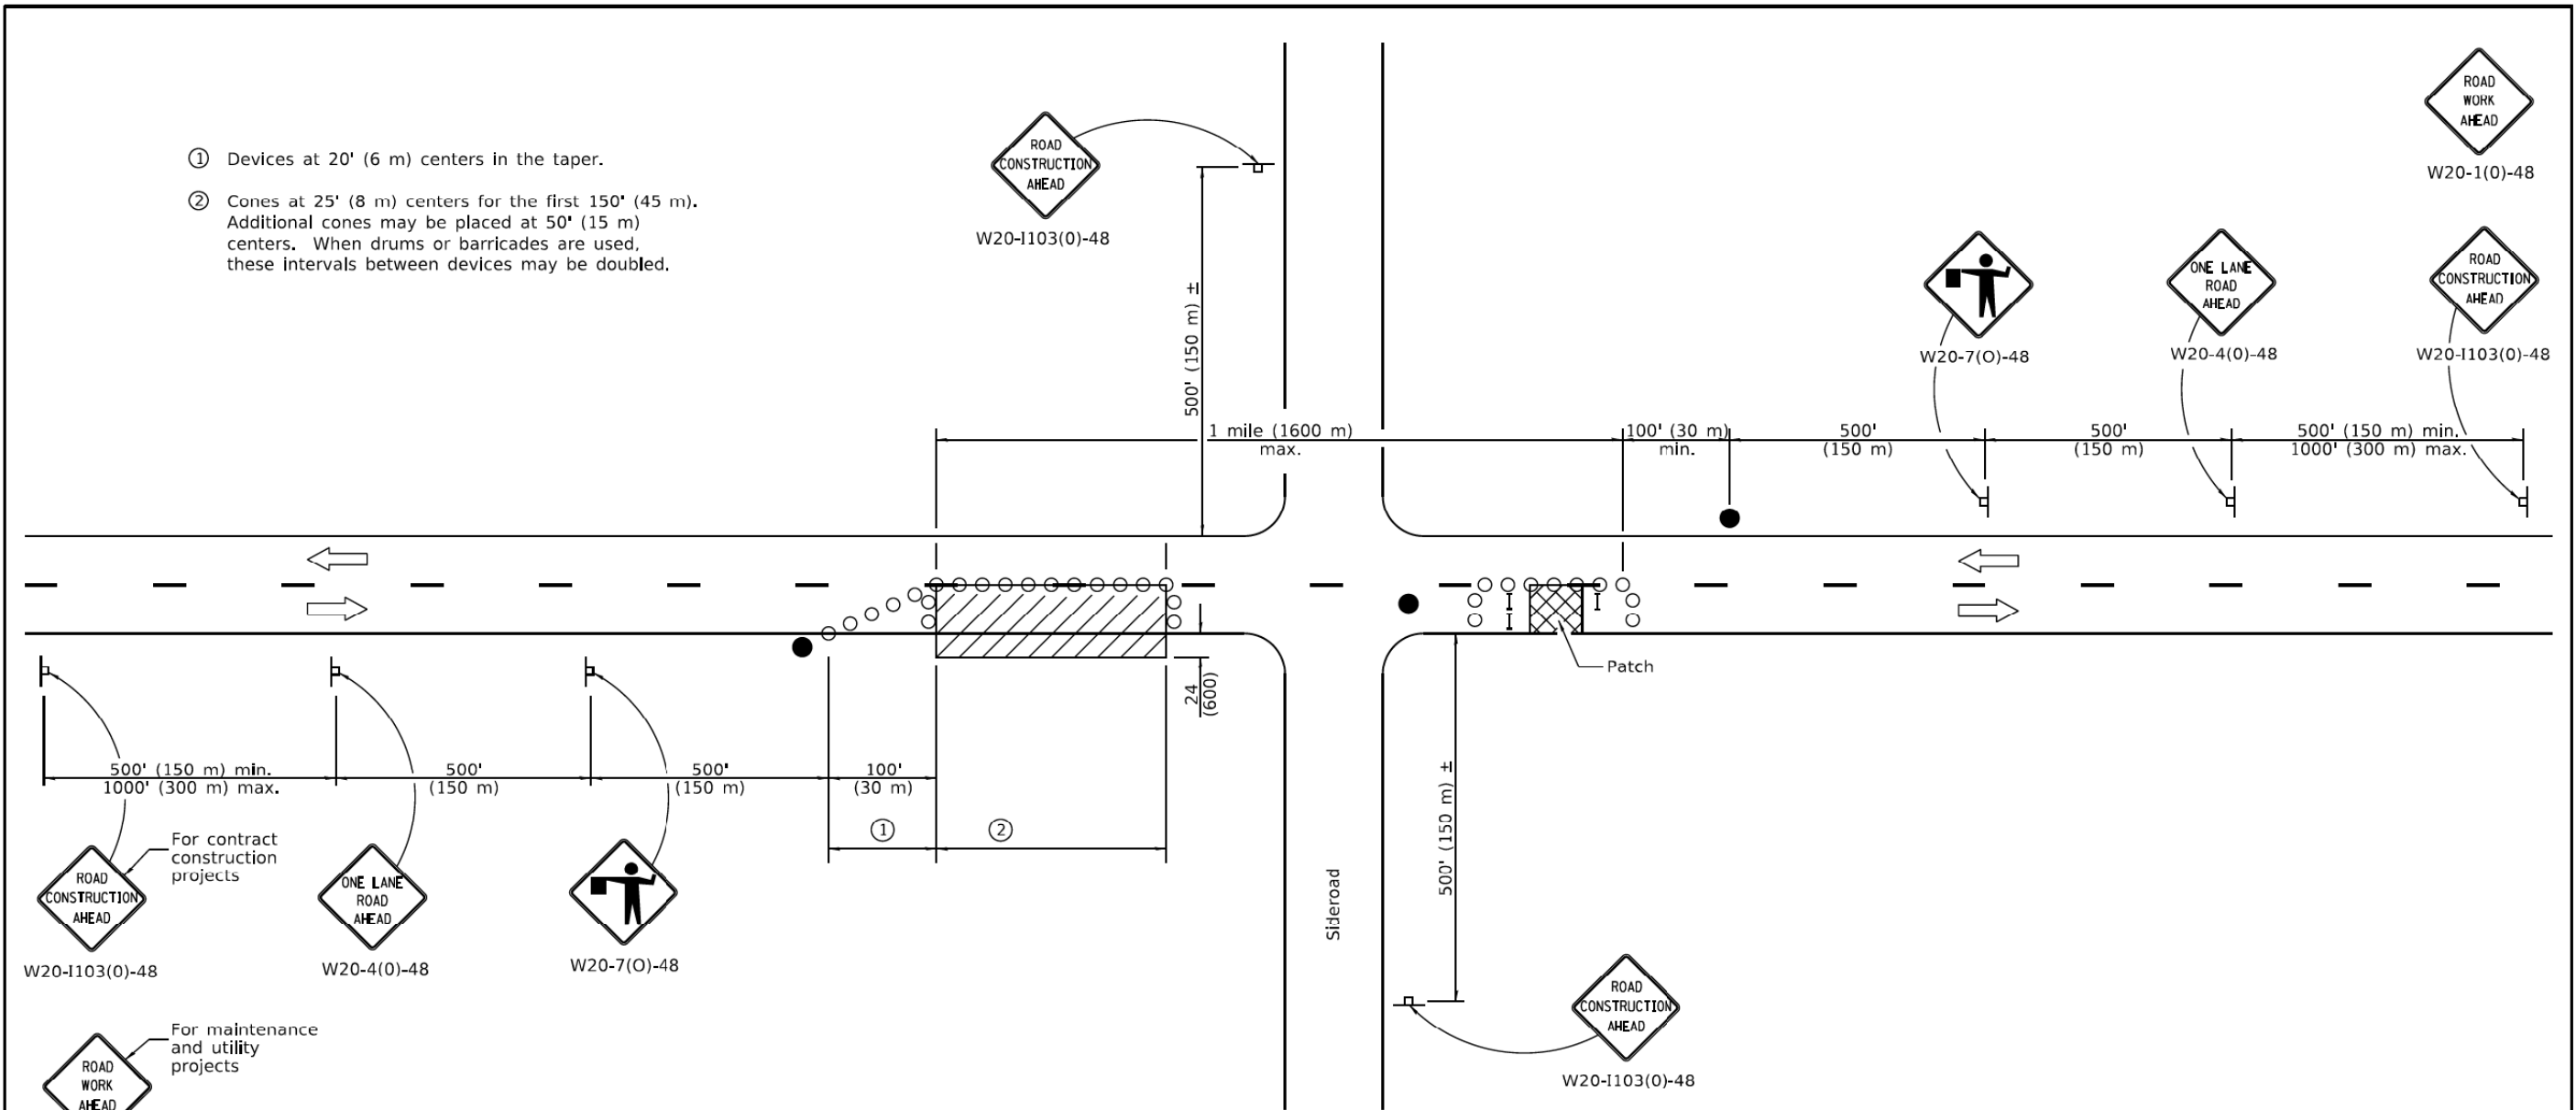 ① Devices at 20' (6 m) centers in the taper.
② Cones at 25' (8 m) centers for the first 150' (45 m).
Additional cones may be placed at 50' (15 m)
centers. When drums or barricades are used,
these intervals between devices may be doubled.
ROAD
CONSTRUCTION
AHEAD
W20-I103(0)-48
500' (150 m) ±
ROAD
WORK
AHEAD
W20-1(0)-48
W20-7(O)-48
ONE LANE
ROAD
AHEAD
W20-4(0)-48
ROAD
CONSTRUCTION
AHEAD
W20-I103(0)-48
1 mile (1600 m)
max.
100' (30 m)
min.
500'
(150 m)
500'
(150 m)
500' (150 m) min.
1000' (300 m) max.
Patch
24
(600)
500' (150 m) min.
1000' (300 m) max.
500'
(150 m)
500'
(150 m)
100'
(30 m)
①
②
500' (150 m) ±
Sideroad
For contract
construction
projects
ROAD
CONSTRUCTION
AHEAD
W20-I103(0)-48
ONE LANE
ROAD
AHEAD
W20-4(0)-48
W20-7(O)-48
ROAD
CONSTRUCTION
AHEAD
W20-I103(0)-48
For maintenance
and utility
projects
ROAD
WORK
AHEAD